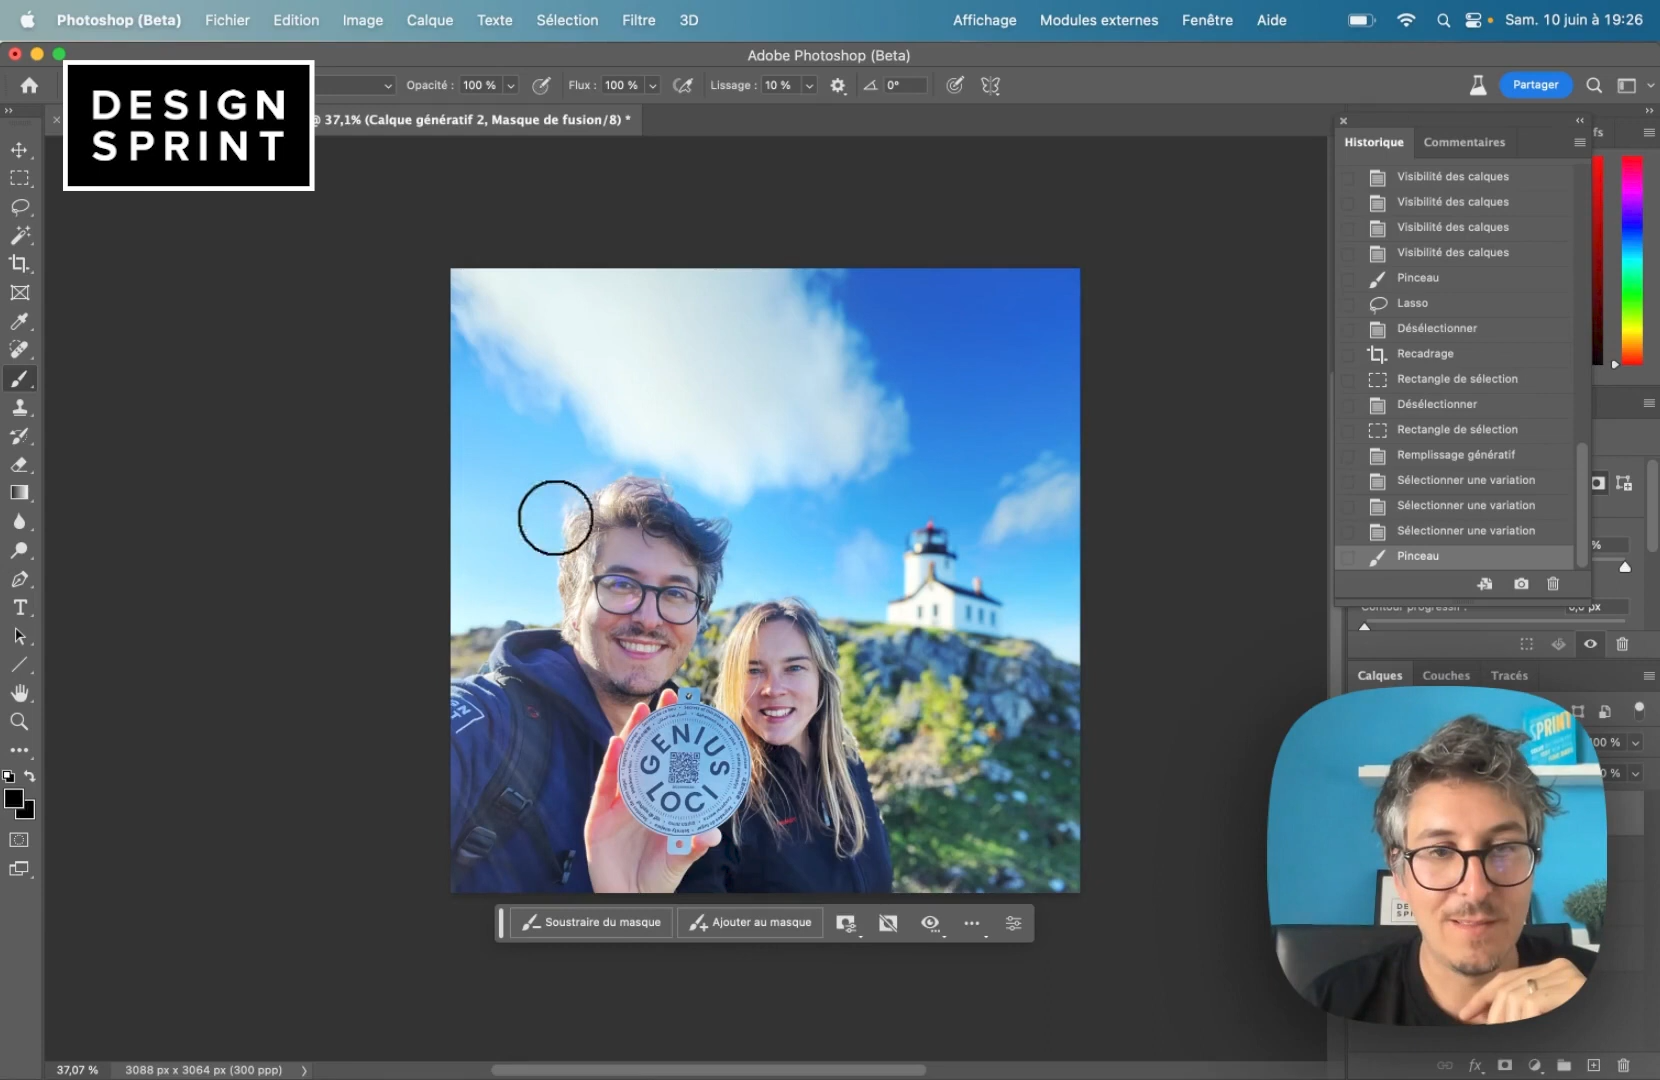 Photoshop (Beta) Fichier Edition Image Calque Texte Sélection Filtre 3D Affichage Modules externes Fenêtre Aide Sam. 10 juin à 19:26
Adobe Photoshop (Beta)
Opacité : 100 % Flux : 100 % Lissage : 10 % 0° Partager
DESIGN
SPRINT
@ 37,1% (Calque génératif 2, Masque de fusion/8) *
Historique Commentaires
Visibilité des calques
Visibilité des calques
Visibilité des calques
Visibilité des calques
Pinceau
Lasso
Désélectionner
Recadrage
Rectangle de sélection
Désélectionner
Rectangle de sélection
Remplissage génératif
Sélectionner une variation
Sélectionner une variation
Sélectionner une variation
Pinceau
%
Contour progressif : 0,0 px
Calques Couches Tracés
GENIUS
LOCI
SPRINT
Soustraire du masque Ajouter au masque
37,07 % 3088 px x 3064 px (300 ppp)